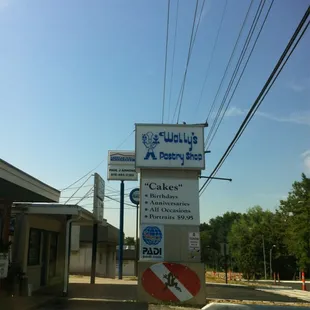 Wally's
Pastry Shop
"Cakes"
• Birthdays
• Anniversaries
• All Occasions
• Portraits $9.95
PADI